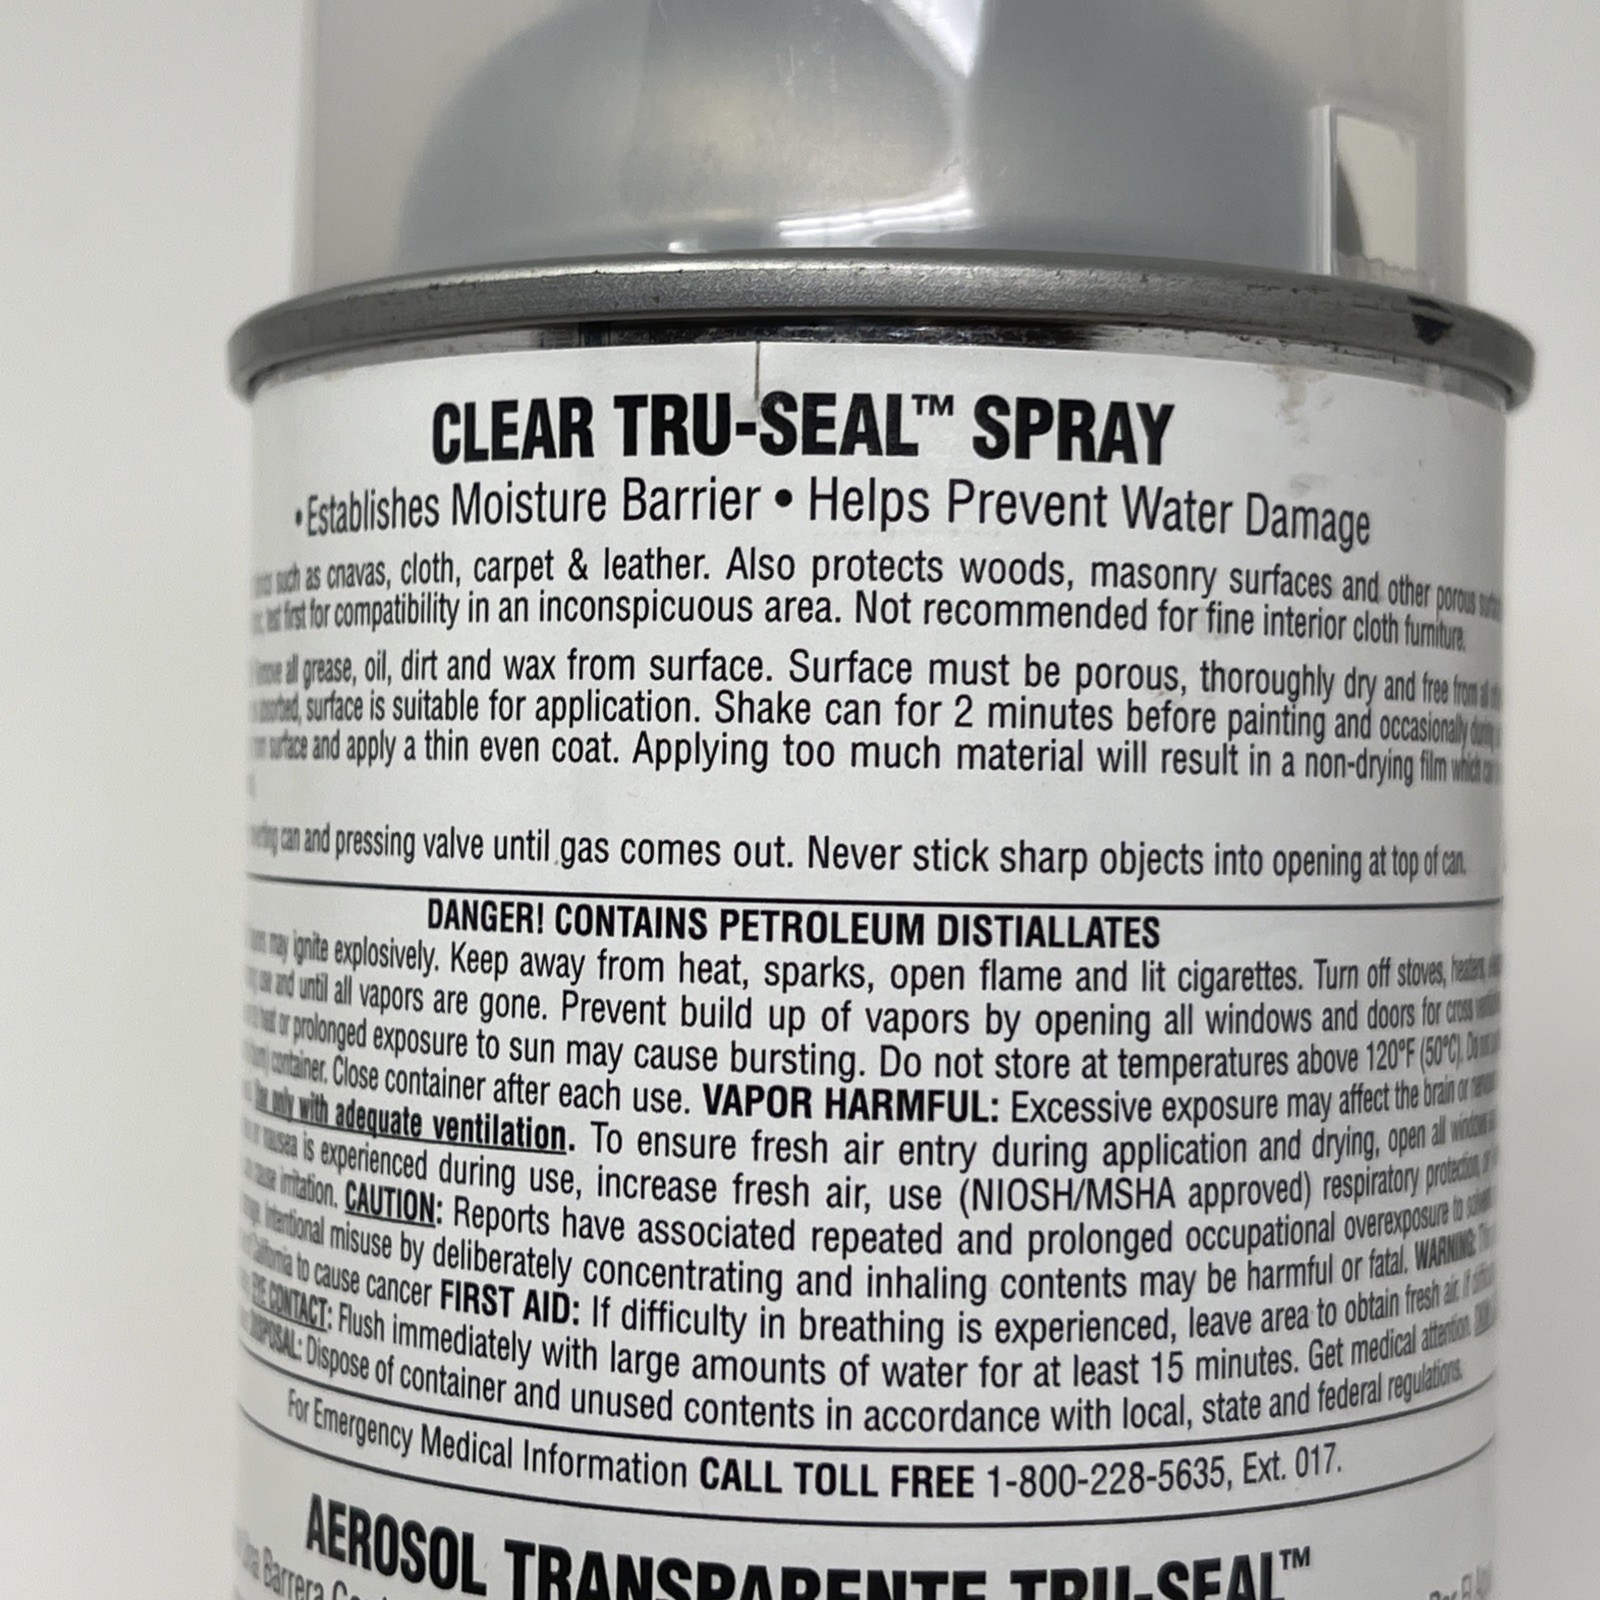 CLEAR TRU-SEAL™ SPRAY
•Establishes Moisture Barrier • Helps Prevent Water Damage
such as cnavas, cloth, carpet & leather. Also protects woods, masonry surfaces and other porous
test first for compatibility in an inconspicuous area. Not recommended for fine interior cloth furniture.
all grease, oil, dirt and wax from surface. Surface must be porous, thoroughly dry and free from
surface is suitable for application. Shake can for 2 minutes before painting and occasionally during
surface and apply a thin even coat. Applying too much material will result in a non-drying film which
can and pressing valve until gas comes out. Never stick sharp objects into opening at top of can.
DANGER! CONTAINS PETROLEUM DISTIALLATES
may ignite explosively. Keep away from heat, sparks, open flame and lit cigarettes. Turn off stoves, heaters,
use and until all vapors are gone. Prevent build up of vapors by opening all windows and doors for cross
heat or prolonged exposure to sun may cause bursting. Do not store at temperatures above 120°F (50°C). Do not
container. Close container after each use. VAPOR HARMFUL: Excessive exposure may affect the brain or
Use only with adequate ventilation. To ensure fresh air entry during application and drying, open all windows
or nausea is experienced during use, increase fresh air, use (NIOSH/MSHA approved) respiratory protection,
cause irritation. CAUTION: Reports have associated repeated and prolonged occupational overexposure to
Intentional misuse by deliberately concentrating and inhaling contents may be harmful or fatal. WARNING:
of California to cause cancer FIRST AID: If difficulty in breathing is experienced, leave area to obtain fresh air. If
EYE CONTACT: Flush immediately with large amounts of water for at least 15 minutes. Get medical attention.
DISPOSAL: Dispose of container and unused contents in accordance with local, state and federal regulations.
For Emergency Medical Information CALL TOLL FREE 1-800-228-5635, Ext. 017.
AEROSOL TRANSPARENTE TRU-SEAL™
Barrera